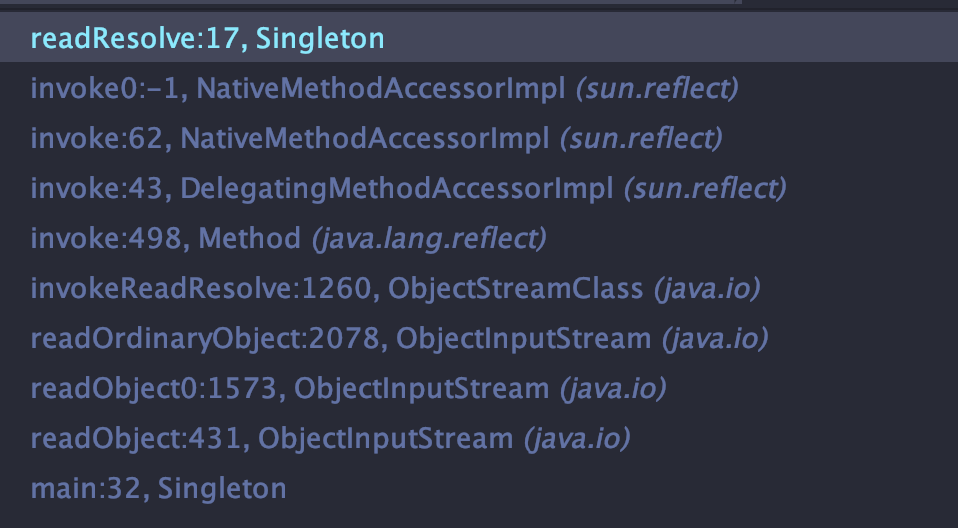 readResolve:17, Singleton
invoke0:-1, NativeMethodAccessorImpl (sun.reflect)
invoke:62, NativeMethodAccessorImpl (sun.reflect)
invoke:43, DelegatingMethodAccessorImpl (sun.reflect)
invoke:498, Method (java.lang.reflect)
invokeReadResolve:1260, ObjectStreamClass (java.io)
readOrdinaryObject:2078, ObjectInputStream (java.io)
readObject0:1573, ObjectInputStream (java.io)
readObject:431, ObjectInputStream (java.io)
main:32, Singleton